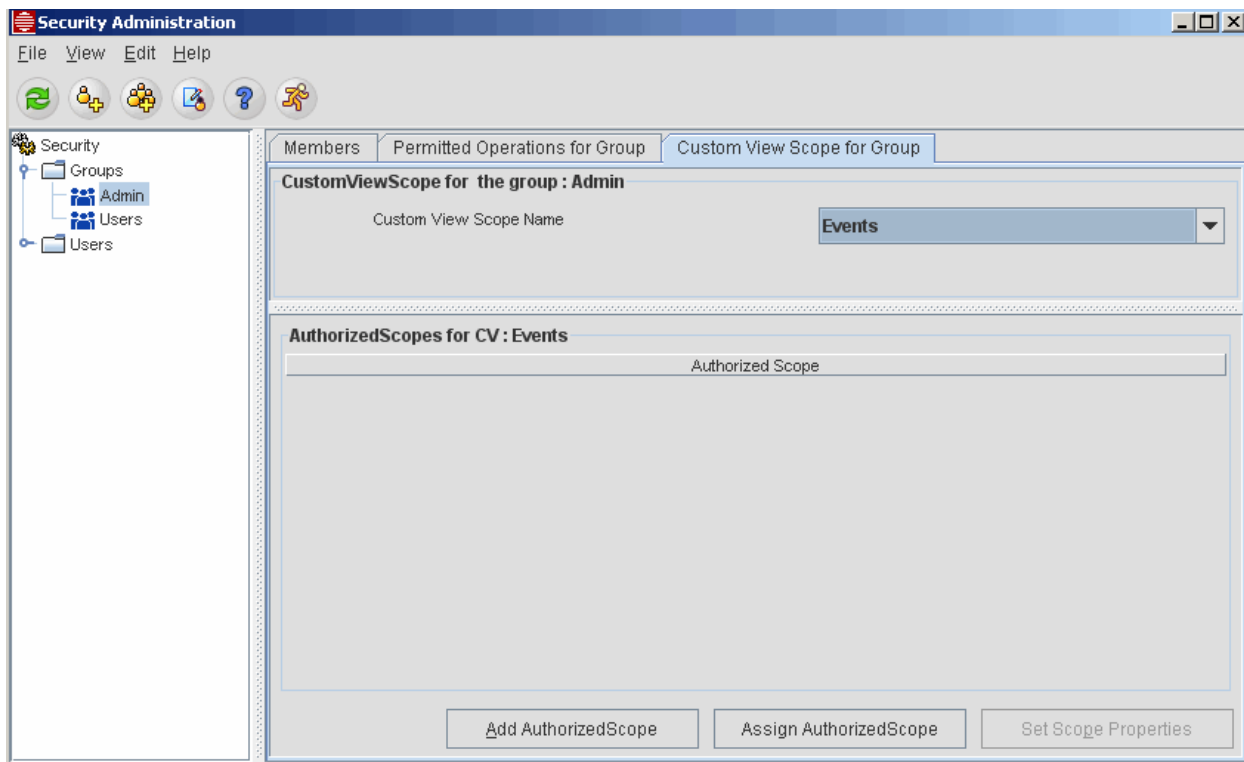 Security Administration
File View Edit Help
Security
Groups
Admin
Users
Users
Members
Permitted Operations for Group
Custom View Scope for Group
CustomViewScope for the group : Admin
Custom View Scope Name
Events
AuthorizedScopes for CV : Events
Authorized Scope
Add AuthorizedScope
Assign AuthorizedScope
Set Scope Properties